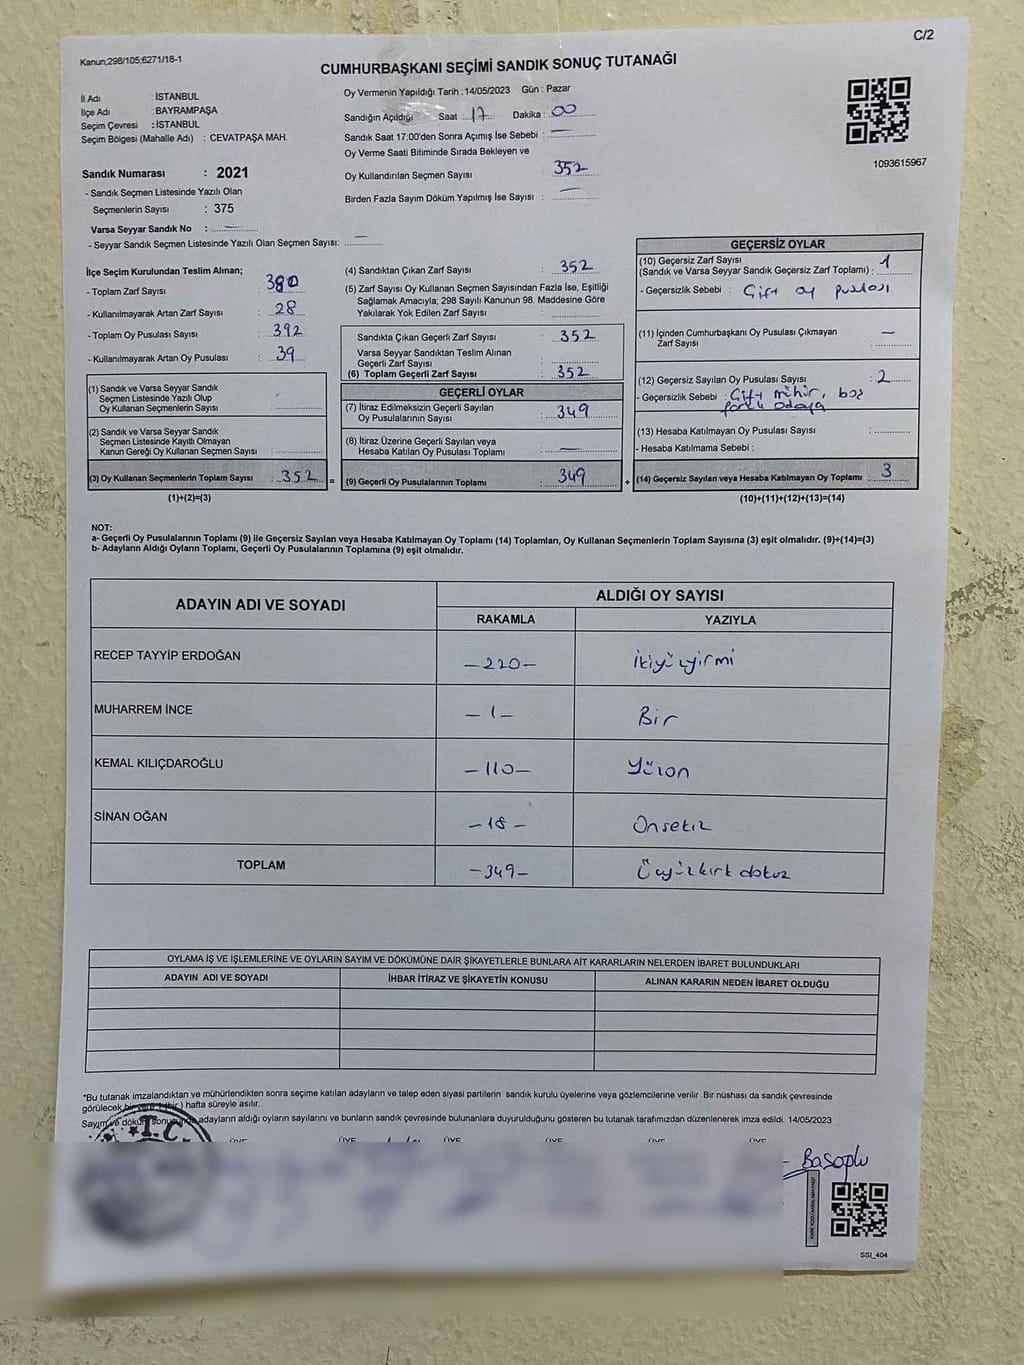 C/2
Kanun;298/105;6271/18-1
CUMHURBAŞKANI SEÇİMİ SANDIK SONUÇ TUTANAĞI
İl Adı : İSTANBUL
İlçe Adı : BAYRAMPAŞA
Seçim Çevresi : İSTANBUL
Seçim Bölgesi (Mahalle Adı) : CEVATPAŞA MAH.
Sandık Numarası : 2021
- Sandık Seçmen Listesinde Yazılı Olan
Seçmenlerin Sayısı : 375
Varsa Seyyar Sandık No : —
- Seyyar Sandık Seçmen Listesinde Yazılı Olan Seçmen Sayısı: —
Oy Vermenin Yapıldığı Tarih : 14/05/2023 Gün : Pazar
Sandığın Açıldığı Saat : 17 Dakika : 00
Sandık Saat 17:00'den Sonra Açımış İse Sebebi : —
Oy Verme Saati Bitiminde Sırada Bekleyen ve
Oy Kullandırılan Seçmen Sayısı 352
Birden Fazla Sayım Döküm Yapılmış İse Sayısı : —
1093615967
İlçe Seçim Kurulundan Teslim Alınan;
- Toplam Zarf Sayısı : 380
- Kullanılmayarak Artan Zarf Sayısı : 28
- Toplam Oy Pusulası Sayısı : 392
- Kullanılmayarak Artan Oy Pusulası : 39
(1) Sandık ve Varsa Seyyar Sandık
Seçmen Listesinde Yazılı Olup
Oy Kullanan Seçmenlerin Sayısı :
(2) Sandık ve Varsa Seyyar Sandık
Seçmen Listesinde Kayıtlı Olmayan
Kanun Gereği Oy Kullanan Seçmen Sayısı :
(3) Oy Kullanan Seçmenlerin Toplam Sayısı : 352 =
(1)+(2)=(3)
(4) Sandıktan Çıkan Zarf Sayısı : 352
(5) Zarf Sayısı Oy Kullanan Seçmen Sayısından Fazla İse, Eşitliği
Sağlamak Amacıyla; 298 Sayılı Kanunun 98. Maddesine Göre
Yakılarak Yok Edilen Zarf Sayısı :
Sandıkta Çıkan Geçerli Zarf Sayısı : 352
Varsa Seyyar Sandıktan Teslim Alınan
Geçerli Zarf Sayısı :
(6) Toplam Geçerli Zarf Sayısı : 352
GEÇERLİ OYLAR
(7) İtiraz Edilmeksizin Geçerli Sayılan
Oy Pusulalarının Sayısı : 349
(8) İtiraz Üzerine Geçerli Sayılan veya
Hesaba Katılan Oy Pusulası Toplamı : —
(9) Geçerli Oy Pusulalarının Toplamı : 349 +
GEÇERSİZ OYLAR
(10) Geçersiz Zarf Sayısı
(Sandık ve Varsa Seyyar Sandık Geçersiz Zarf Toplamı) : 1
- Geçersizlik Sebebi : Çift oy pusulası
(11) İçinden Cumhurbaşkanı Oy Pusulası Çıkmayan
Zarf Sayısı : —
(12) Geçersiz Sayılan Oy Pusulası Sayısı : 2
- Geçersizlik Sebebi : Çift mühür, boş
(13) Hesaba Katılmayan Oy Pusulası Sayısı :
- Hesaba Katılmama Sebebi :
(14) Geçersiz Sayılan veya Hesaba Katılmayan Oy Toplamı : 3
(10)+(11)+(12)+(13)=(14)
NOT:
a- Geçerli Oy Pusulalarının Toplamı (9) ile Geçersiz Sayılan veya Hesaba Katılmayan Oy Toplamı (14) Toplamları, Oy Kullanan Seçmenlerin Toplam Sayısına (3) eşit olmalıdır. (9)+(14)=(3)
b- Adayların Aldığı Oyların Toplamı, Geçerli Oy Pusulalarının Toplamına (9) eşit olmalıdır.
ADAYIN ADI VE SOYADI
ALDIĞI OY SAYISI
RAKAMLA YAZIYLA
RECEP TAYYİP ERDOĞAN -220- İkiyüzyirmi
MUHARREM İNCE -1- Bir
KEMAL KILIÇDAROĞLU -110- Yüzon
SİNAN OĞAN -18- Onsekiz
TOPLAM -349- Üçyüzkırk dokuz
OYLAMA İŞ VE İŞLEMLERİNE VE OYLARIN SAYIM VE DÖKÜMÜNE DAİR ŞİKAYETLERLE BUNLARA AİT KARARLARIN NELERDEN İBARET BULUNDUKLARI
ADAYIN ADI VE SOYADI İHBAR İTİRAZ VE ŞİKAYETİN KONUSU ALINAN KARARIN NEDEN İBARET OLDUĞU
*Bu tutanak imzalandıktan ve mühürlendikten sonra seçime katılan adayların ve talep eden siyasi partilerin sandık kurulu üyelerine veya gözlemcilerine verilir. Bir nüshası da sandık çevresinde
görülecek bir yere 1 (bir) hafta süreyle asılır.
Sayım ve döküm sonucunda adayların aldığı oyların sayılarını ve bunların sandık çevresinde bulunanlara duyurulduğunu gösteren bu tutanak tarafımızdan düzenlenerek imza edildi. 14/05/2023
T.C.
ÜYE ÜYE ÜYE ÜYE ÜYE ÜYE
SSI_404